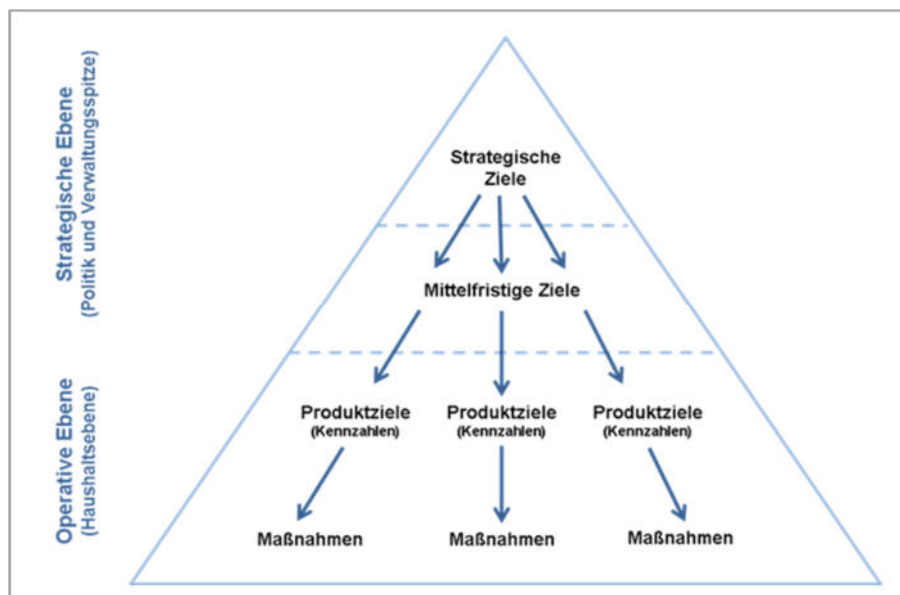 Strategische Ebene
(Politik und Verwaltungsspitze)
Strategische
Ziele
Mittelfristige Ziele
Operative Ebene
(Haushaltsebene)
Produktziele Produktziele Produktziele
(Kennzahlen) (Kennzahlen) (Kennzahlen)
Maßnahmen Maßnahmen Maßnahmen